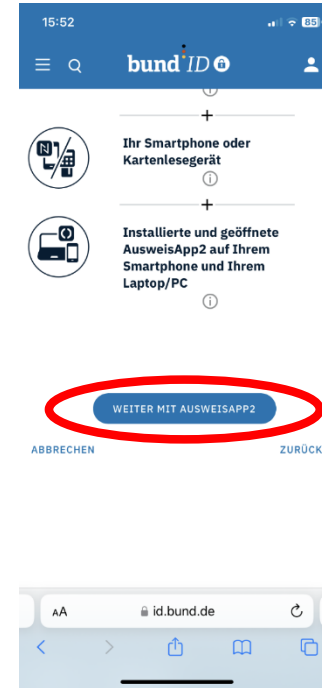 15:52
85
bund ID
+
Ihr Smartphone oder
Kartenlesegerät
+
Installierte und geöffnete
AusweisApp2 auf Ihrem
Smartphone und Ihrem
Laptop/PC
WEITER MIT AUSWEISAPP2
ABBRECHEN
ZURÜCK
AA
id.bund.de